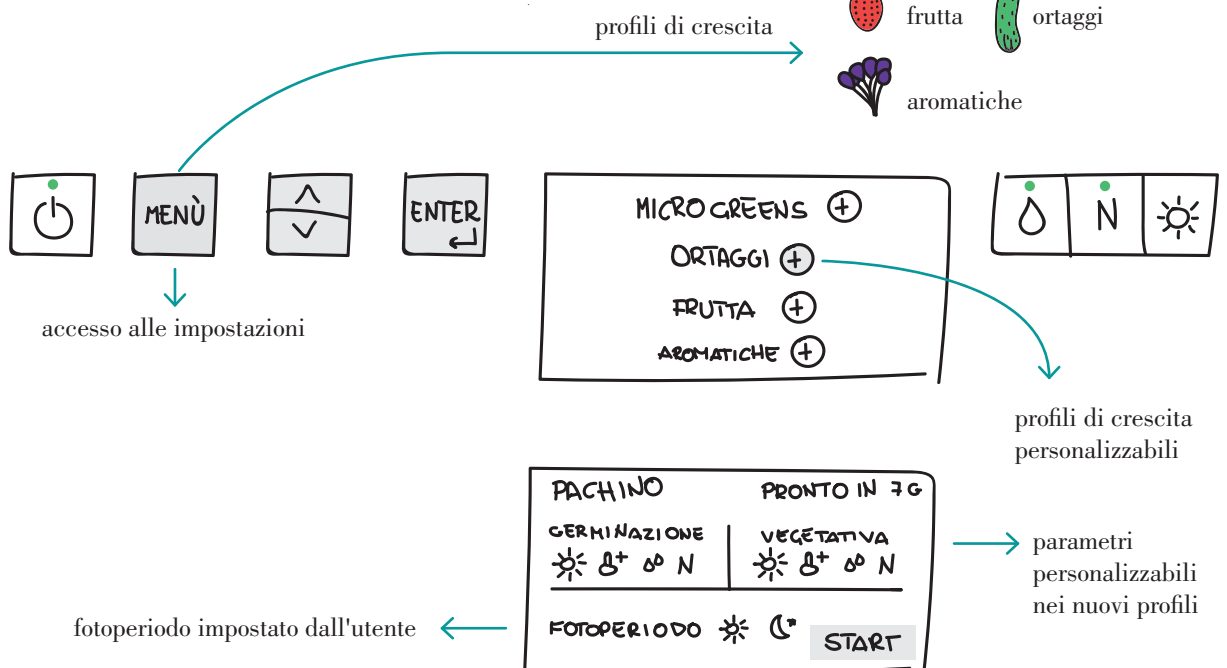 profili di crescita
frutta
ortaggi
aromatiche
MENÙ
ENTER
MICROGREENS +
ORTAGGI +
FRUTTA +
AROMATICHE +
N
accesso alle impostazioni
profili di crescita
personalizzabili
PACHINO
PRONTO IN 7G
GERMINAZIONE
N
VEGETATIVA
N
FOTOPERIODO
START
parametri
personalizzabili
nei nuovi profili
fotoperiodo impostato dall'utente